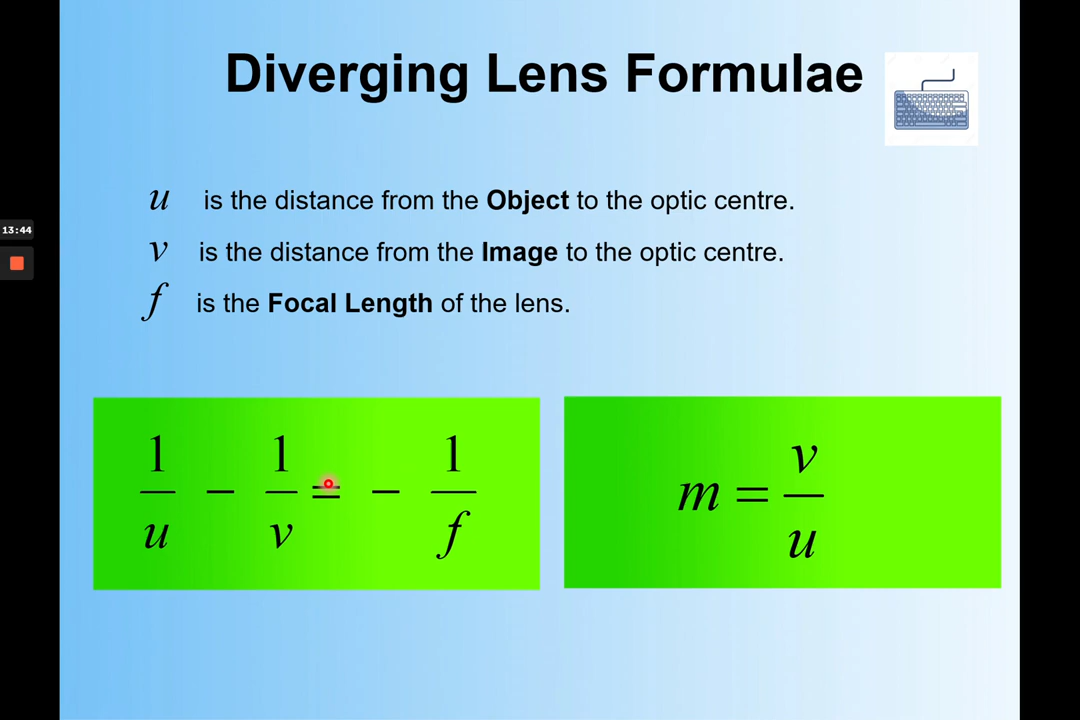 Diverging Lens Formulae
u is the distance from the Object to the optic centre.
13:44
v is the distance from the Image to the optic centre.
f is the Focal Length of the lens.
1/u − 1/v = − 1/f
m = v/u